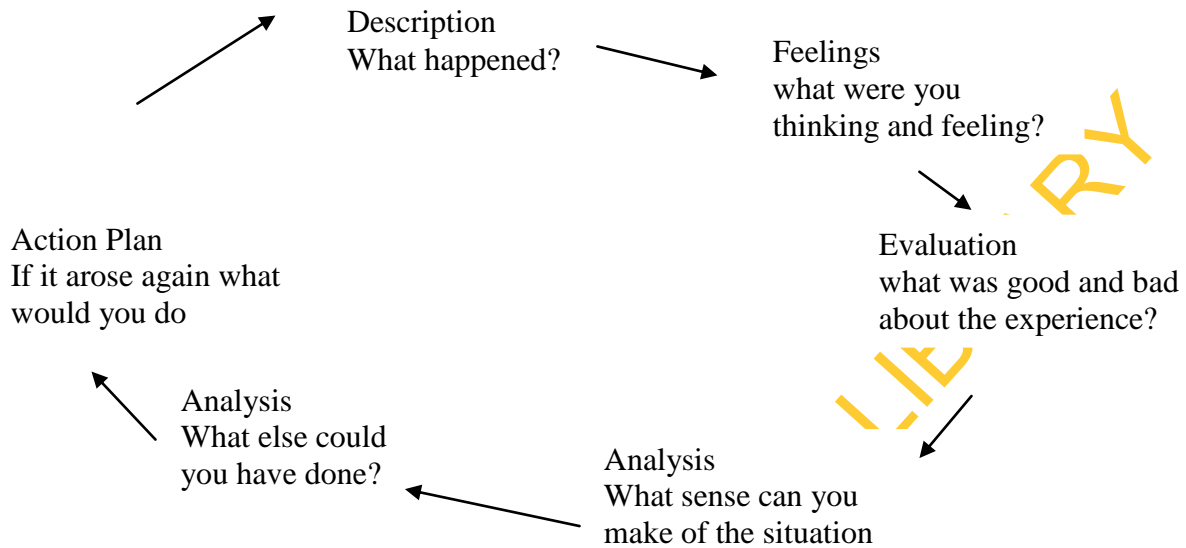 Description
What happened?
Feelings
what were you
thinking and feeling?
Evaluation
what was good and bad
about the experience?
Analysis
What sense can you
make of the situation
Analysis
What else could
you have done?
Action Plan
If it arose again what
would you do